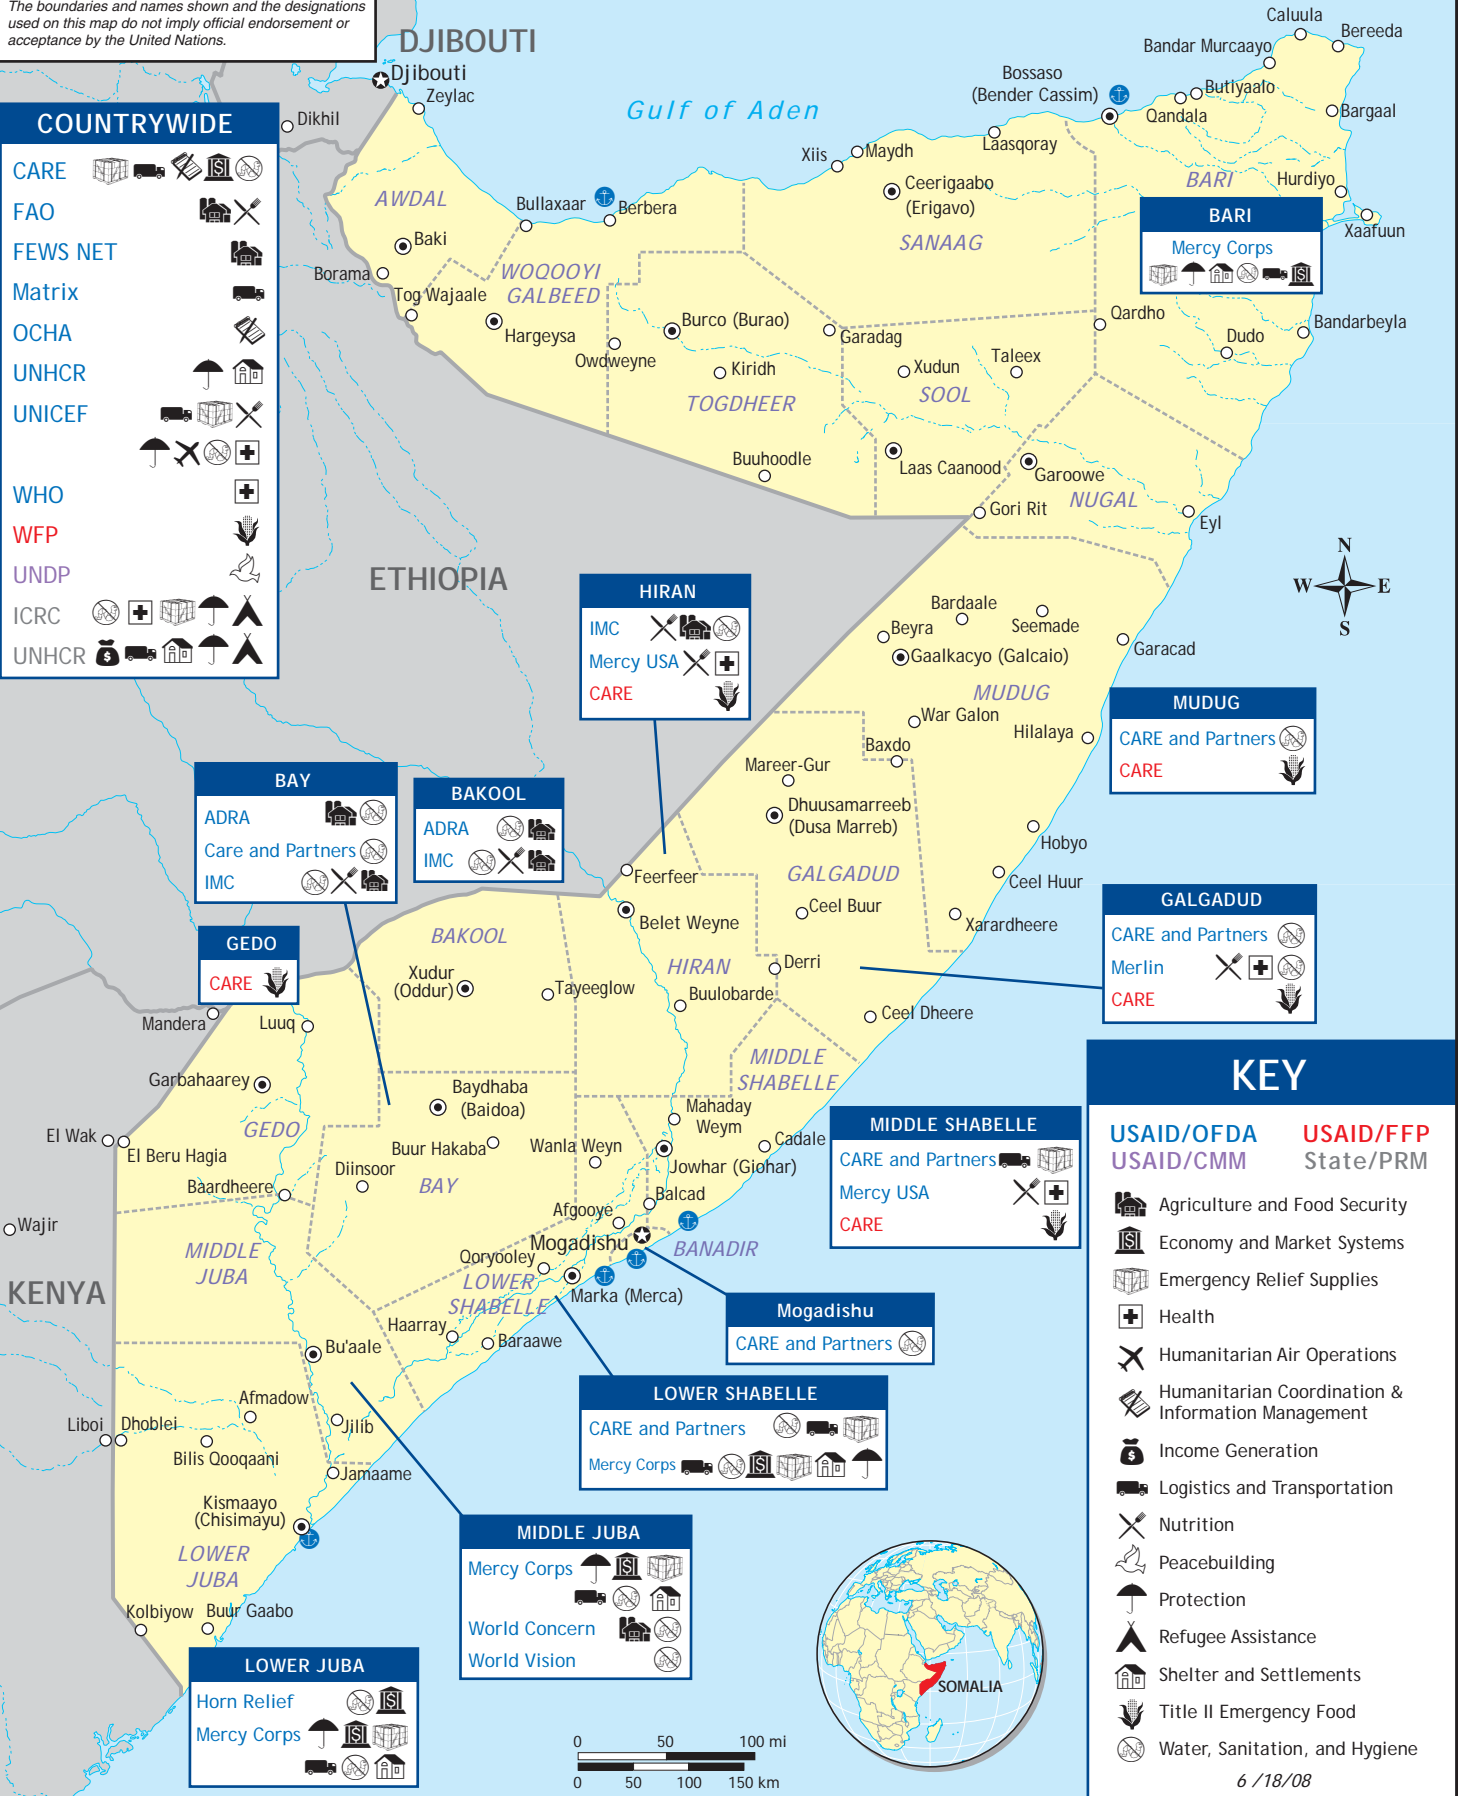 The boundaries and names shown and the designations
used on this map do not imply official endorsement or
acceptance by the United Nations.
DJIBOUTI
Djibouti
Zeylac
Dikhil
Gulf of Aden
Caluula
Bereeda
Bandar Murcaayo
Bossaso
(Bender Cassim)
Butiyaalo
Qandala
Bargaal
Laasqoray
Maydh
Xiis
Ceerigaabo
(Erigavo)
SANAAG
BARI
Hurdiyo
Xaafuun
BARI
Mercy Corps
COUNTRYWIDE
CARE
FAO
FEWS NET
Matrix
OCHA
UNHCR
UNICEF
WHO
WFP
UNDP
ICRC
UNHCR
AWDAL
Bullaxaar
Berbera
Baki
Borama
WOQOOYI
GALBEED
Tog Wajaale
Hargeysa
Owdweyne
Burco (Burao)
Garadag
Kiridh
TOGDHEER
Xudun
Taleex
SOOL
Qardho
Dudo
Bandarbeyla
Buuhoodle
Laas Caanood
Garoowe
NUGAL
Gori Rit
Eyl
N
W
E
S
ETHIOPIA
HIRAN
IMC
Mercy USA
CARE
Bardaale
Seemade
Beyra
Gaalkacyo (Galcaio)
Garacad
MUDUG
War Galon
Hilalaya
Baxdo
MUDUG
CARE and Partners
CARE
Mareer-Gur
Dhuusamarreeb
(Dusa Marreb)
Hobyo
GALGADUD
Ceel Huur
Ceel Buur
Xarardheere
BAY
ADRA
Care and Partners
IMC
BAKOOL
ADRA
IMC
Feerfeer
Belet Weyne
GALGADUD
CARE and Partners
Merlin
CARE
GEDO
CARE
BAKOOL
Xudur
(Oddur)
Tayeeglow
HIRAN
Derri
Buulobarde
Ceel Dheere
Mandera
Luuq
MIDDLE
SHABELLE
Garbahaarey
Baydhaba
(Baidoa)
Mahaday
Weym
GEDO
El Wak
El Beru Hagia
Buur Hakaba
Wanla Weyn
Cadale
Jowhar (Giohar)
Diinsoor
Baardheere
BAY
Balcad
Afgooye
Mogadishu
BANADIR
Wajir
MIDDLE SHABELLE
CARE and Partners
Mercy USA
CARE
MIDDLE
JUBA
Qoryooley
LOWER
SHABELLE
Marka (Merca)
KENYA
Haarray
Baraawe
Mogadishu
CARE and Partners
Bu'aale
LOWER SHABELLE
CARE and Partners
Mercy Corps
Afmadow
Liboi
Dhoblei
Jilib
Bilis Qooqaani
Jamaame
Kismaayo
(Chisimayu)
LOWER
JUBA
Kolbiyow
Buur Gaabo
MIDDLE JUBA
Mercy Corps
World Concern
World Vision
LOWER JUBA
Horn Relief
Mercy Corps
0 50 100 mi
0 50 100 150 km
SOMALIA
KEY
USAID/OFDA USAID/FFP
USAID/CMM State/PRM
Agriculture and Food Security
Economy and Market Systems
Emergency Relief Supplies
Health
Humanitarian Air Operations
Humanitarian Coordination &
Information Management
Income Generation
Logistics and Transportation
Nutrition
Peacebuilding
Protection
Refugee Assistance
Shelter and Settlements
Title II Emergency Food
Water, Sanitation, and Hygiene
6 /18/08